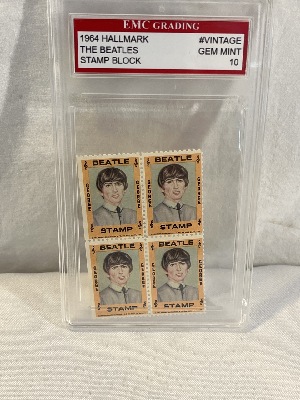 EMC GRADING
1964 HALLMARK #VINTAGE
THE BEATLES GEM MINT
STAMP BLOCK 10
BEATLE BEATLE
GEORGE GEORGE
STAMP STAMP
BEATLE BEATLE
GEORGE GEORGE
STAMP STAMP